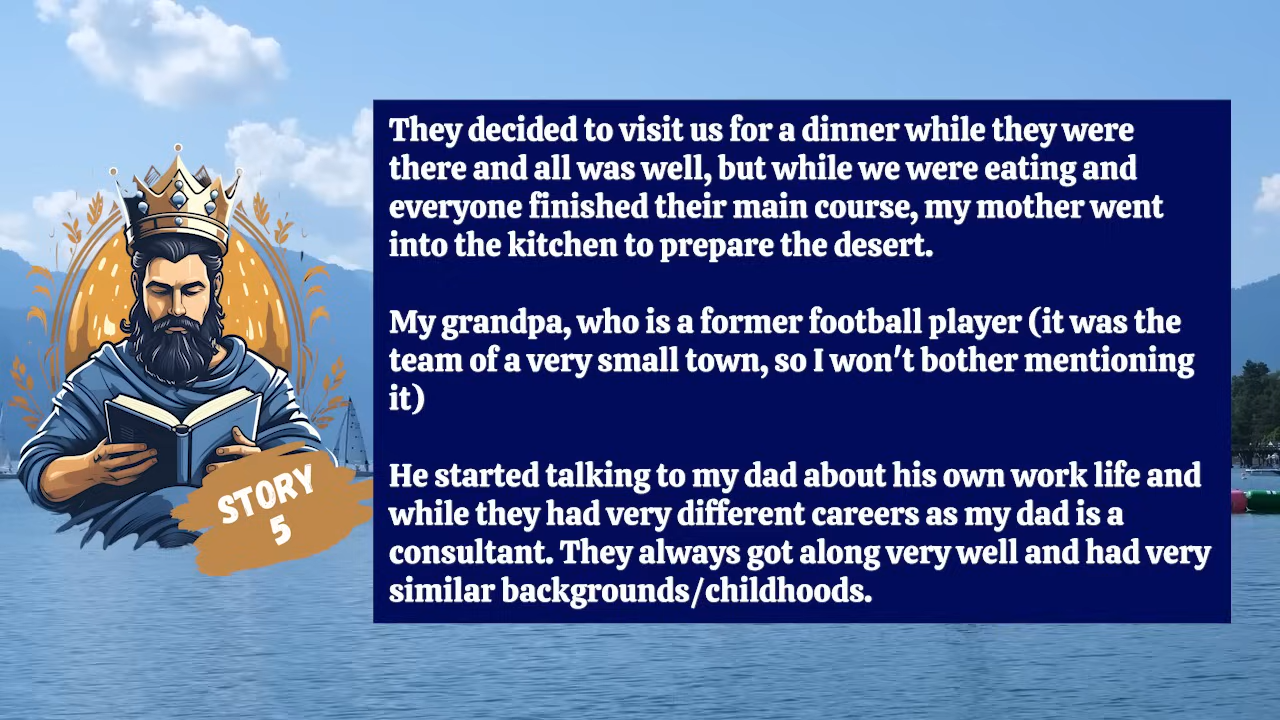 They decided to visit us for a dinner while they were
there and all was well, but while we were eating and
everyone finished their main course, my mother went
into the kitchen to prepare the desert.
My grandpa, who is a former football player (it was the
team of a very small town, so I won't bother mentioning
it)
He started talking to my dad about his own work life and
while they had very different careers as my dad is a
consultant. They always got along very well and had very
similar backgrounds/childhoods.
STORY
5